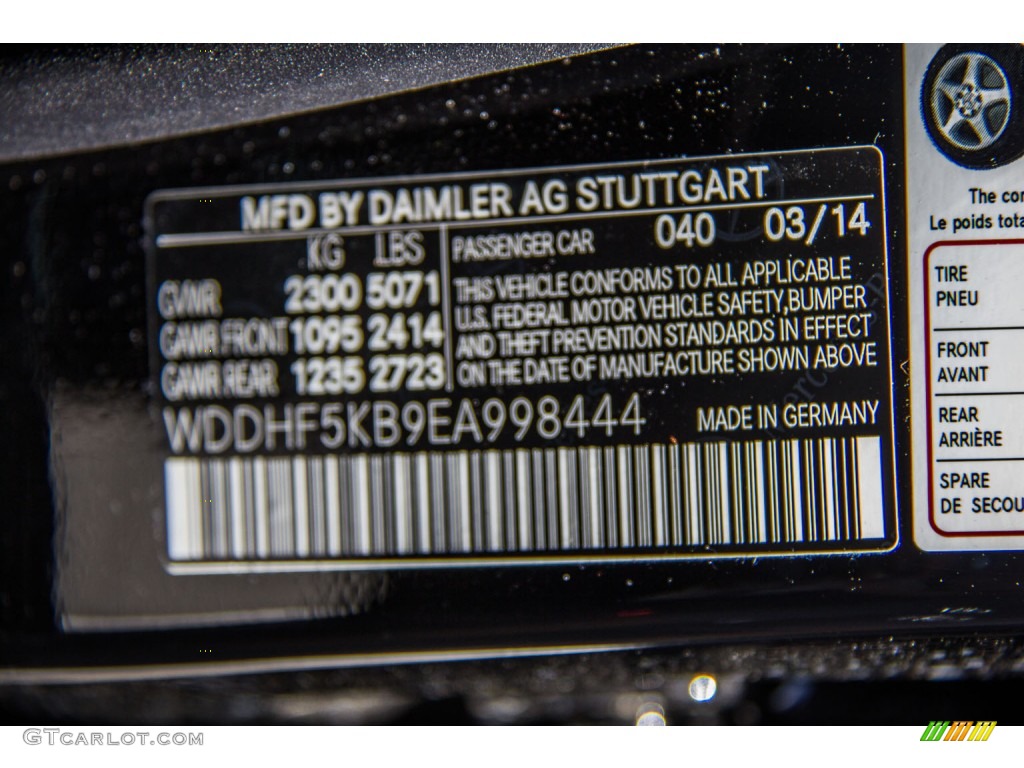 MFD BY DAIMLER AG STUTTGART
KG LBS
GVWR 2300 5071
GAWR FRONT 1095 2414
GAWR REAR 1235 2723
PASSENGER CAR 040 03/14
THIS VEHICLE CONFORMS TO ALL APPLICABLE
U.S. FEDERAL MOTOR VEHICLE SAFETY,BUMPER
AND THEFT PREVENTION STANDARDS IN EFFECT
ON THE DATE OF MANUFACTURE SHOWN ABOVE
WDDHF5KB9EA998444 MADE IN GERMANY
The
Le poids
TIRE
PNEU
FRONT
AVANT
REAR
ARRIÈRE
SPARE
DE
GTCARLOT.COM